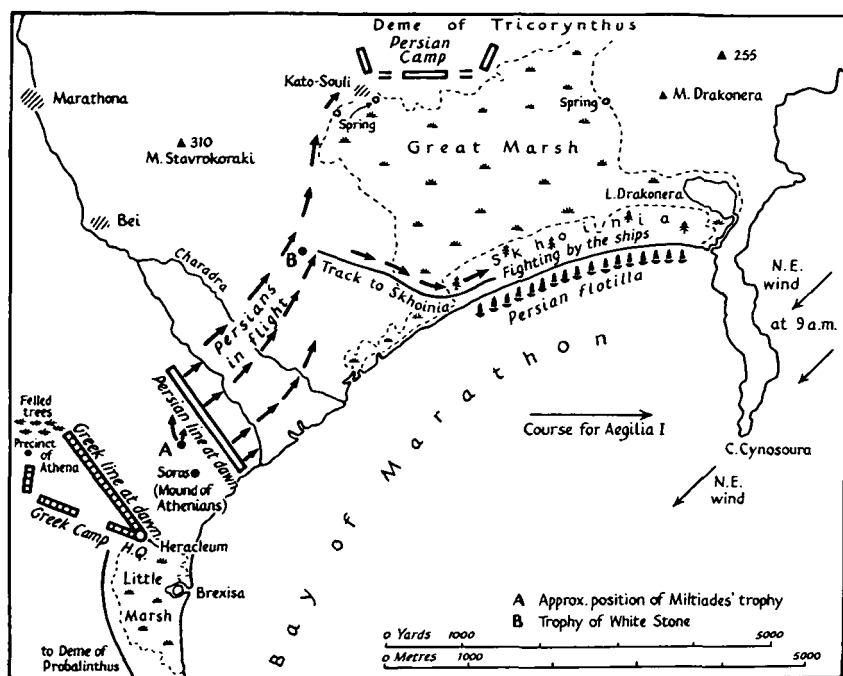 Deme of Tricorynthus
Persian
Camp
255
Kato-Souli
Marathona
Spring
Spring
M. Drakonera
310
M. Stavrokoraki
Great Marsh
L. Drakonera
Bei
Skhoinia
Fighting by the ships
Charadra
B
Track to Skhoinia
Persian flotilla
N.E.
wind
at 9 a.m.
Persians
in flight
Persian line at dawn
Felled
trees
Precinct
of
Athena
Greek line at dawn
A
Soros
(Mound of
Athenians)
Course for Aegilia I
C. Cynosoura
N.E.
wind
Greek Camp
H.Q.
Heracleum
Little
Marsh
Brexisa
Bay of Marathon
to Deme of
Probalinthus
A Approx. position of Miltiades' trophy
B Trophy of White Stone
0 Yards 1000 5000
0 Metres 1000 5000